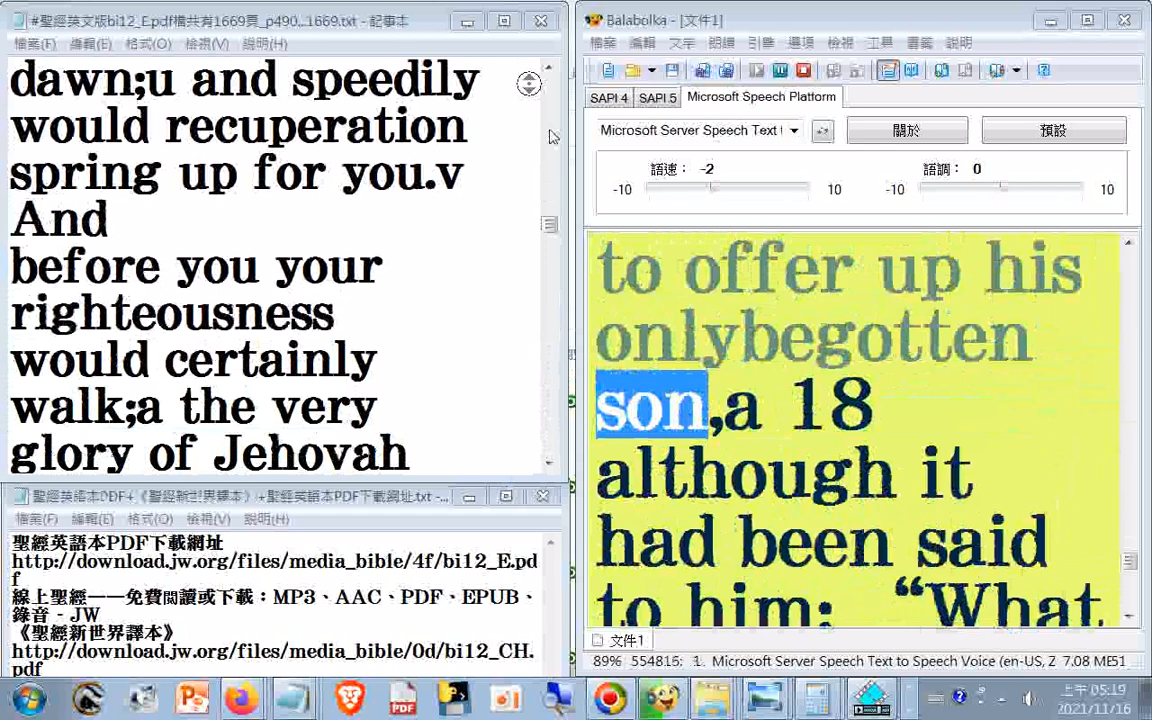 #聖經英文版bi12_E.pdf檔共有1669頁_p490...1669.txt - 記事本
檔案(F) 編輯(E) 格式(O) 檢視(V) 說明(H)
dawn;u and speedily
would recuperation
spring up for you.v
And
before you your
righteousness
would certainly
walk;a the very
glory of Jehovah
聖經英語本PDF+《聖經新世界譯本》+聖經英語本PDF下載網址.txt -...
檔案(F) 編輯(E) 格式(O) 檢視(V) 說明(H)
聖經英語本PDF下載網址
http://download.jw.org/files/media_bible/4f/bi12_E.pd
f
線上聖經——免費閱讀或下載：MP3、AAC、PDF、EPUB、
錄音 - JW
《聖經新世界譯本》
http://download.jw.org/files/media_bible/0d/bi12_CH.
pdf
Balabolka - [文件1]
檔案 編輯 文字 朗讀 引擎 選項 檢視 工具 書籤 說明
SAPI 4 SAPI 5 Microsoft Speech Platform
Microsoft Server Speech Text 關於 預設
語速： -2 語調： 0
-10 10 -10 10
to offer up his
onlybegotten
son,a 18
although it
had been said
to him: “What
文件1
89% 554815: 1. Microsoft Server Speech Text to Speech Voice (en-US, Z 7.08 ME51
上午 05:19
2021/11/16